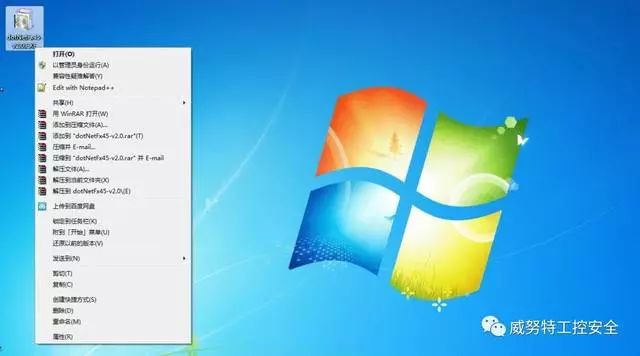 dotNetFx45
打开(O)
以管理员身份运行(A)
兼容性疑难解答(Y)
Edit with Notepad++
共享(H)
用 WinRAR 打开(W)
添加到压缩文件(A)...
添加到 "dotNetFx45-v2.0.rar"(T)
压缩并 E-mail...
压缩到 "dotNetFx45-v2.0.rar" 并 E-mail
解压文件(A)...
解压到当前文件夹(X)
解压到 dotNetFx45-v2.0\(E)
上传到百度网盘
锁定到任务栏(K)
附到「开始」菜单(U)
还原以前的版本(V)
发送到(N)
剪切(T)
复制(C)
创建快捷方式(S)
删除(D)
重命名(M)
属性(R)
威努特工控安全